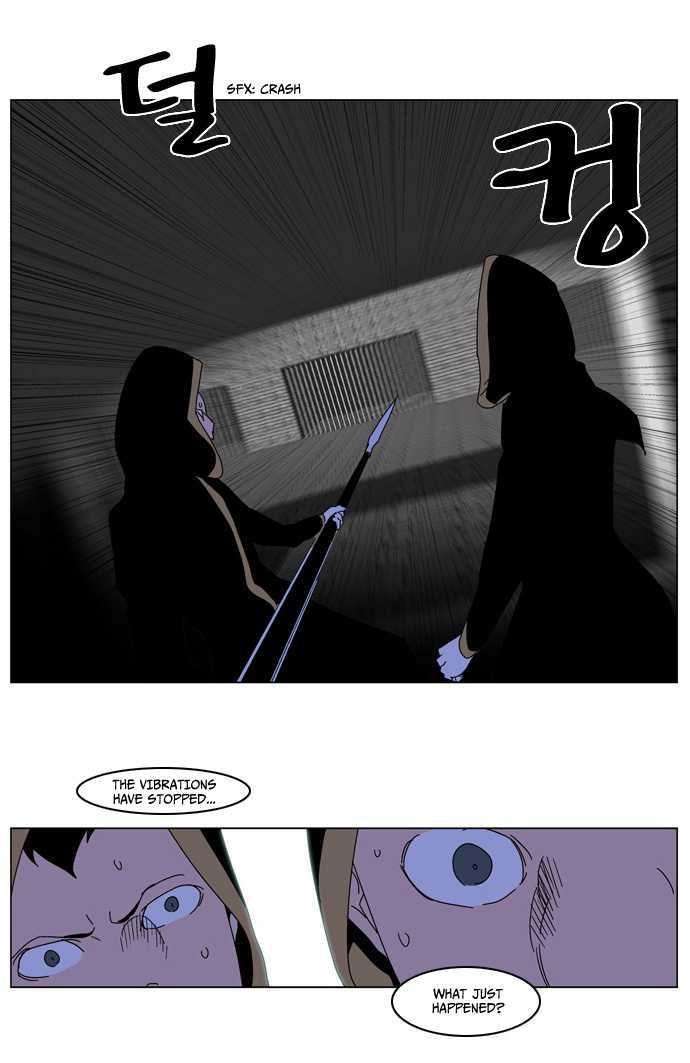 덜
SFX: CRASH
컹
THE VIBRATIONS
HAVE STOPPED...
WHAT JUST
HAPPENED?